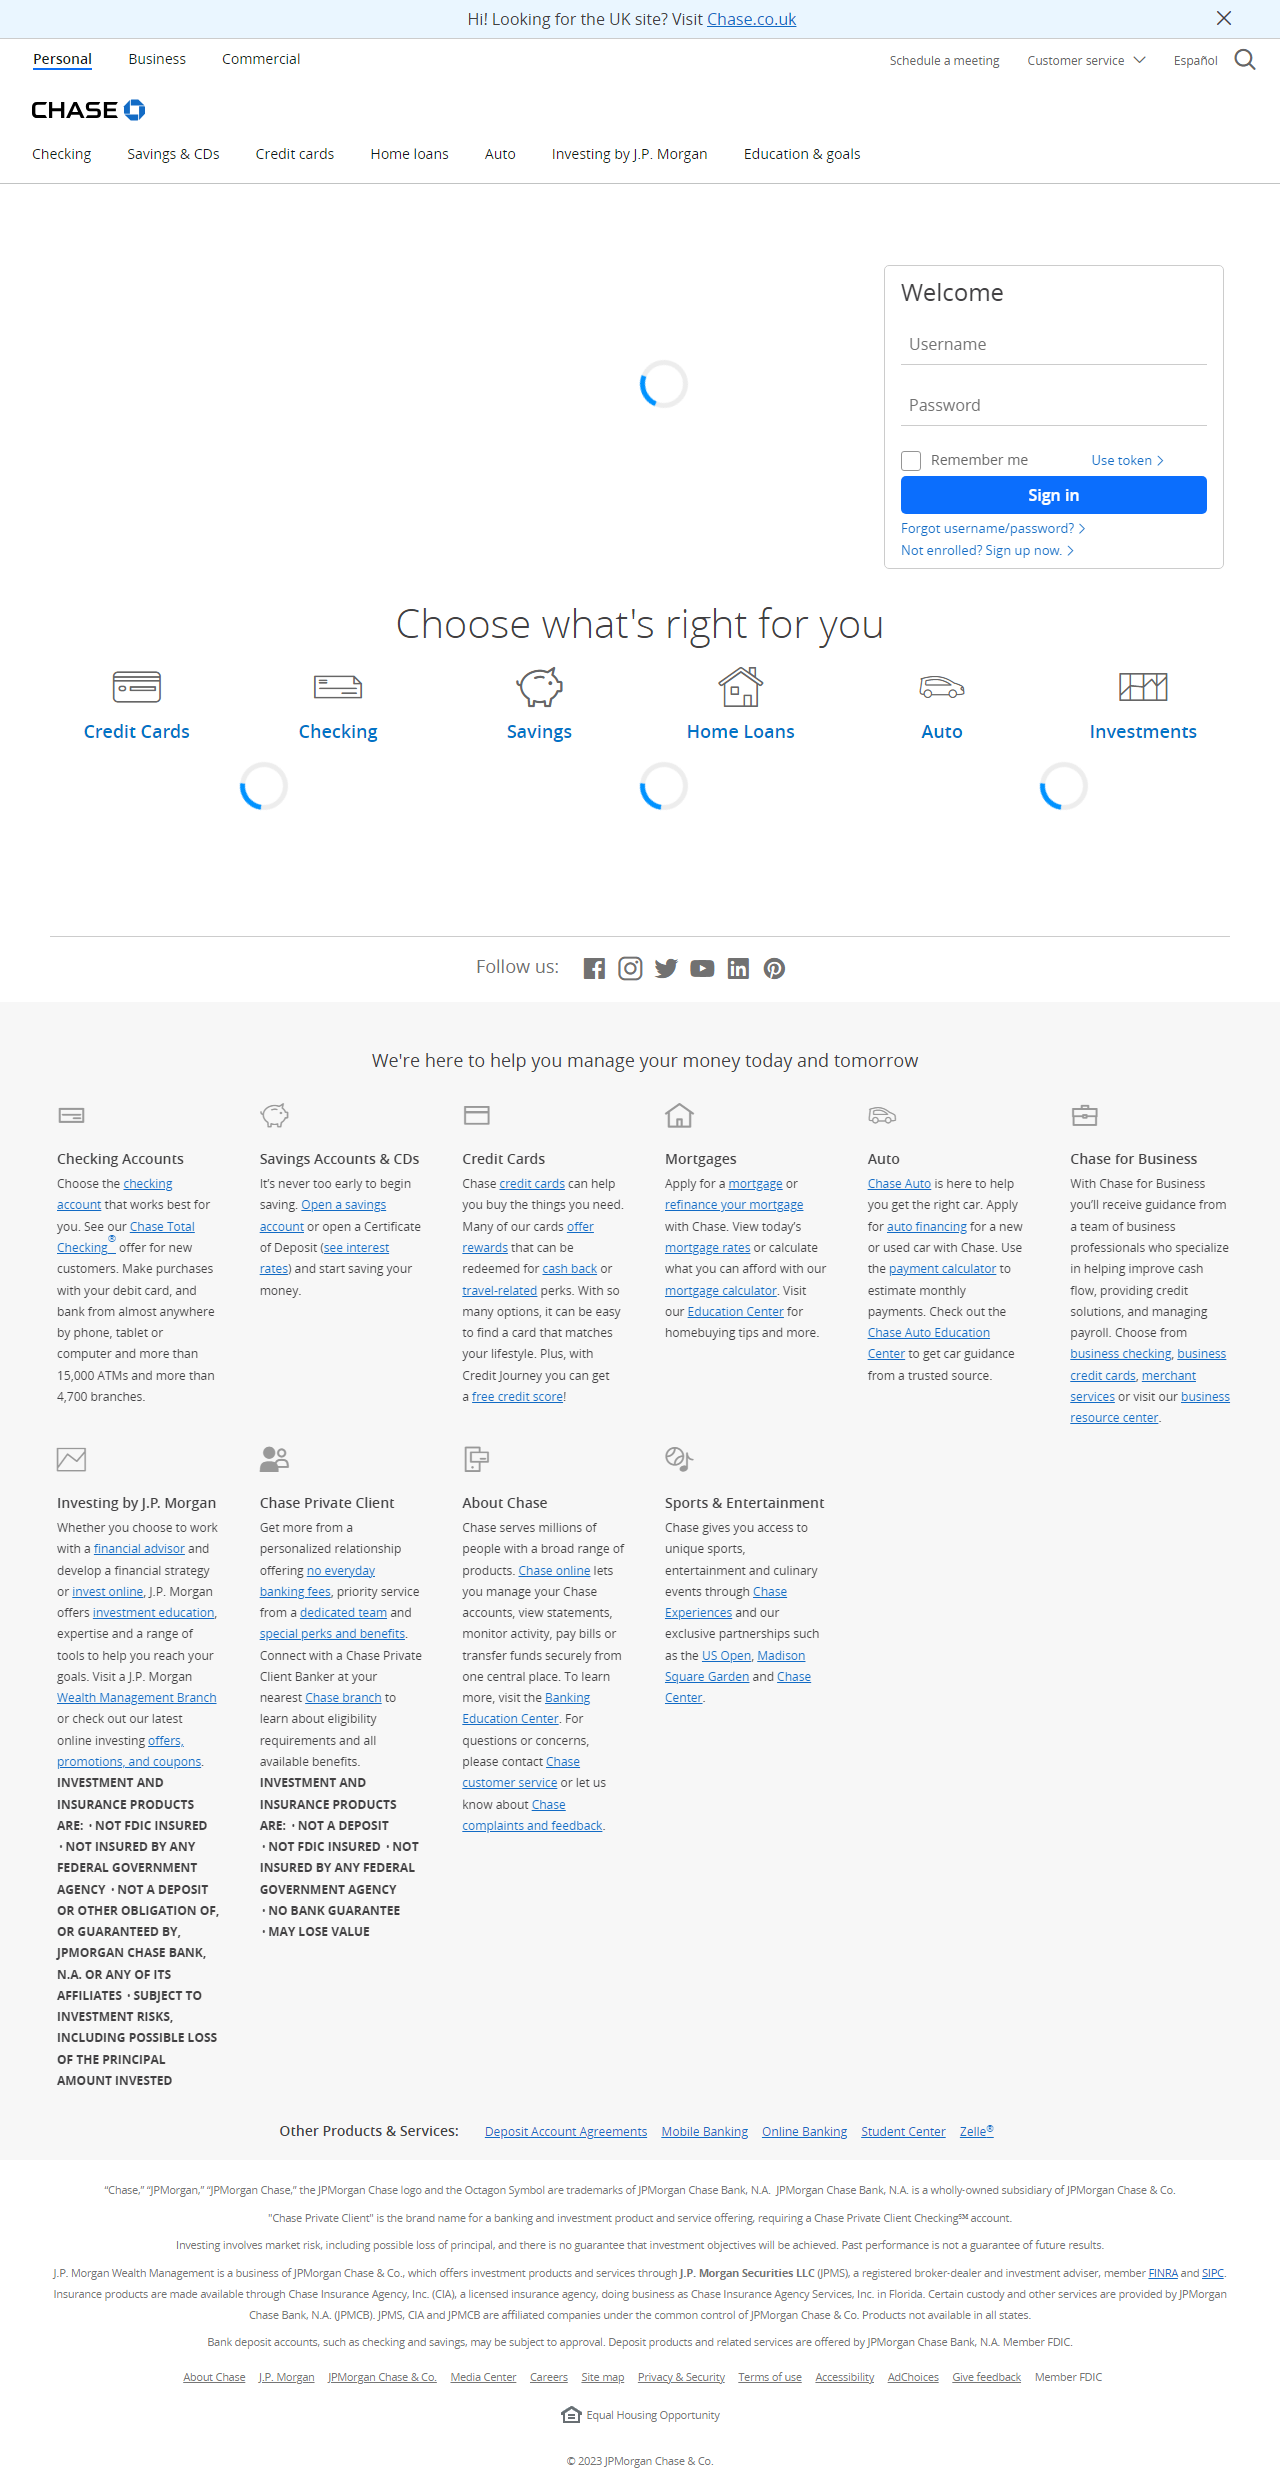 Hi! Looking for the UK site? Visit Chase.co.uk
Personal Business Commercial
Schedule a meeting Customer service Español
CHASE
Checking Savings & CDs Credit cards Home loans Auto Investing by J.P. Morgan Education & goals
Welcome
Username
Password
Remember me Use token
Sign in
Forgot username/password?
Not enrolled? Sign up now.
Choose what's right for you
Credit Cards Checking Savings Home Loans Auto Investments
Follow us:
We're here to help you manage your money today and tomorrow
Checking Accounts
Choose the checking
account that works best for
you. See our Chase Total
Checking® offer for new
customers. Make purchases
with your debit card, and
bank from almost anywhere
by phone, tablet or
computer and more than
15,000 ATMs and more than
4,700 branches.
Savings Accounts & CDs
It’s never too early to begin
saving. Open a savings
account or open a Certificate
of Deposit (see interest
rates) and start saving your
money.
Credit Cards
Chase credit cards can help
you buy the things you need.
Many of our cards offer
rewards that can be
redeemed for cash back or
travel-related perks. With so
many options, it can be easy
to find a card that matches
your lifestyle. Plus, with
Credit Journey you can get
a free credit score!
Mortgages
Apply for a mortgage or
refinance your mortgage
with Chase. View today’s
mortgage rates or calculate
what you can afford with our
mortgage calculator. Visit
our Education Center for
homebuying tips and more.
Auto
Chase Auto is here to help
you get the right car. Apply
for auto financing for a new
or used car with Chase. Use
the payment calculator to
estimate monthly
payments. Check out the
Chase Auto Education
Center to get car guidance
from a trusted source.
Chase for Business
With Chase for Business
you’ll receive guidance from
a team of business
professionals who specialize
in helping improve cash
flow, providing credit
solutions, and managing
payroll. Choose from
business checking, business
credit cards, merchant
services or visit our business
resource center.
Investing by J.P. Morgan
Whether you choose to work
with a financial advisor and
develop a financial strategy
or invest online, J.P. Morgan
offers investment education,
expertise and a range of
tools to help you reach your
goals. Visit a J.P. Morgan
Wealth Management Branch
or check out our latest
online investing offers,
promotions, and coupons.
INVESTMENT AND
INSURANCE PRODUCTS
ARE: · NOT FDIC INSURED
· NOT INSURED BY ANY
FEDERAL GOVERNMENT
AGENCY · NOT A DEPOSIT
OR OTHER OBLIGATION OF,
OR GUARANTEED BY,
JPMORGAN CHASE BANK,
N.A. OR ANY OF ITS
AFFILIATES · SUBJECT TO
INVESTMENT RISKS,
INCLUDING POSSIBLE LOSS
OF THE PRINCIPAL
AMOUNT INVESTED
Chase Private Client
Get more from a
personalized relationship
offering no everyday
banking fees, priority service
from a dedicated team and
special perks and benefits.
Connect with a Chase Private
Client Banker at your
nearest Chase branch to
learn about eligibility
requirements and all
available benefits.
INVESTMENT AND
INSURANCE PRODUCTS
ARE: · NOT A DEPOSIT
· NOT FDIC INSURED · NOT
INSURED BY ANY FEDERAL
GOVERNMENT AGENCY
· NO BANK GUARANTEE
· MAY LOSE VALUE
About Chase
Chase serves millions of
people with a broad range of
products. Chase online lets
you manage your Chase
accounts, view statements,
monitor activity, pay bills or
transfer funds securely from
one central place. To learn
more, visit the Banking
Education Center. For
questions or concerns,
please contact Chase
customer service or let us
know about Chase
complaints and feedback.
Sports & Entertainment
Chase gives you access to
unique sports,
entertainment and culinary
events through Chase
Experiences and our
exclusive partnerships such
as the US Open, Madison
Square Garden and Chase
Center.
Other Products & Services: Deposit Account Agreements Mobile Banking Online Banking Student Center Zelle®
“Chase,” “JPMorgan,” “JPMorgan Chase,” the JPMorgan Chase logo and the Octagon Symbol are trademarks of JPMorgan Chase Bank, N.A. JPMorgan Chase Bank, N.A. is a wholly-owned subsidiary of JPMorgan Chase & Co.
"Chase Private Client" is the brand name for a banking and investment product and service offering, requiring a Chase Private Client Checking℠ account.
Investing involves market risk, including possible loss of principal, and there is no guarantee that investment objectives will be achieved. Past performance is not a guarantee of future results.
J.P. Morgan Wealth Management is a business of JPMorgan Chase & Co., which offers investment products and services through J.P. Morgan Securities LLC (JPMS), a registered broker-dealer and investment adviser, member FINRA and SIPC.
Insurance products are made available through Chase Insurance Agency, Inc. (CIA), a licensed insurance agency, doing business as Chase Insurance Agency Services, Inc. in Florida. Certain custody and other services are provided by JPMorgan
Chase Bank, N.A. (JPMCB). JPMS, CIA and JPMCB are affiliated companies under the common control of JPMorgan Chase & Co. Products not available in all states.
Bank deposit accounts, such as checking and savings, may be subject to approval. Deposit products and related services are offered by JPMorgan Chase Bank, N.A. Member FDIC.
About Chase J.P. Morgan JPMorgan Chase & Co. Media Center Careers Site map Privacy & Security Terms of use Accessibility AdChoices Give feedback Member FDIC
Equal Housing Opportunity
© 2023 JPMorgan Chase & Co.